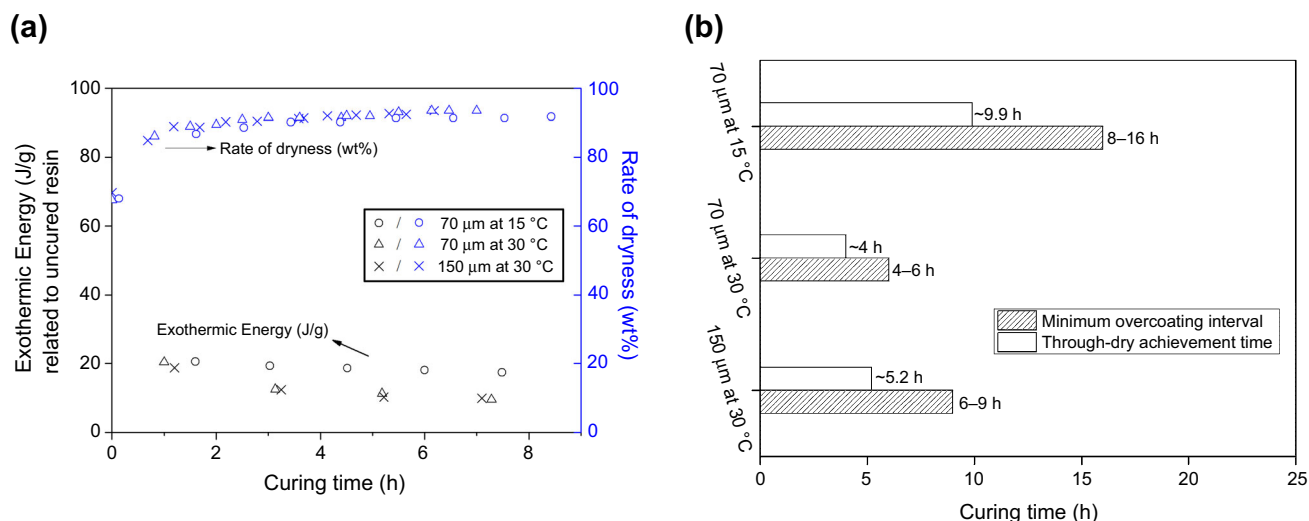 (a)
Exothermic Energy (J/g)
related to uncured resin
100
80
60
40
20
0
100
80
60
40
20
0
Rate of dryness (wt%)
Rate of dryness (wt%)
○ / ○ 70 μm at 15 °C
△ / △ 70 μm at 30 °C
× / × 150 μm at 30 °C
Exothermic Energy (J/g)
0 2 4 6 8
Curing time (h)
(b)
70 μm at 15 °C
~9.9 h
8–16 h
70 μm at 30 °C
~4 h
4–6 h
Minimum overcoating interval
Through-dry achievement time
150 μm at 30 °C
~5.2 h
6–9 h
0 5 10 15 20 25
Curing time (h)